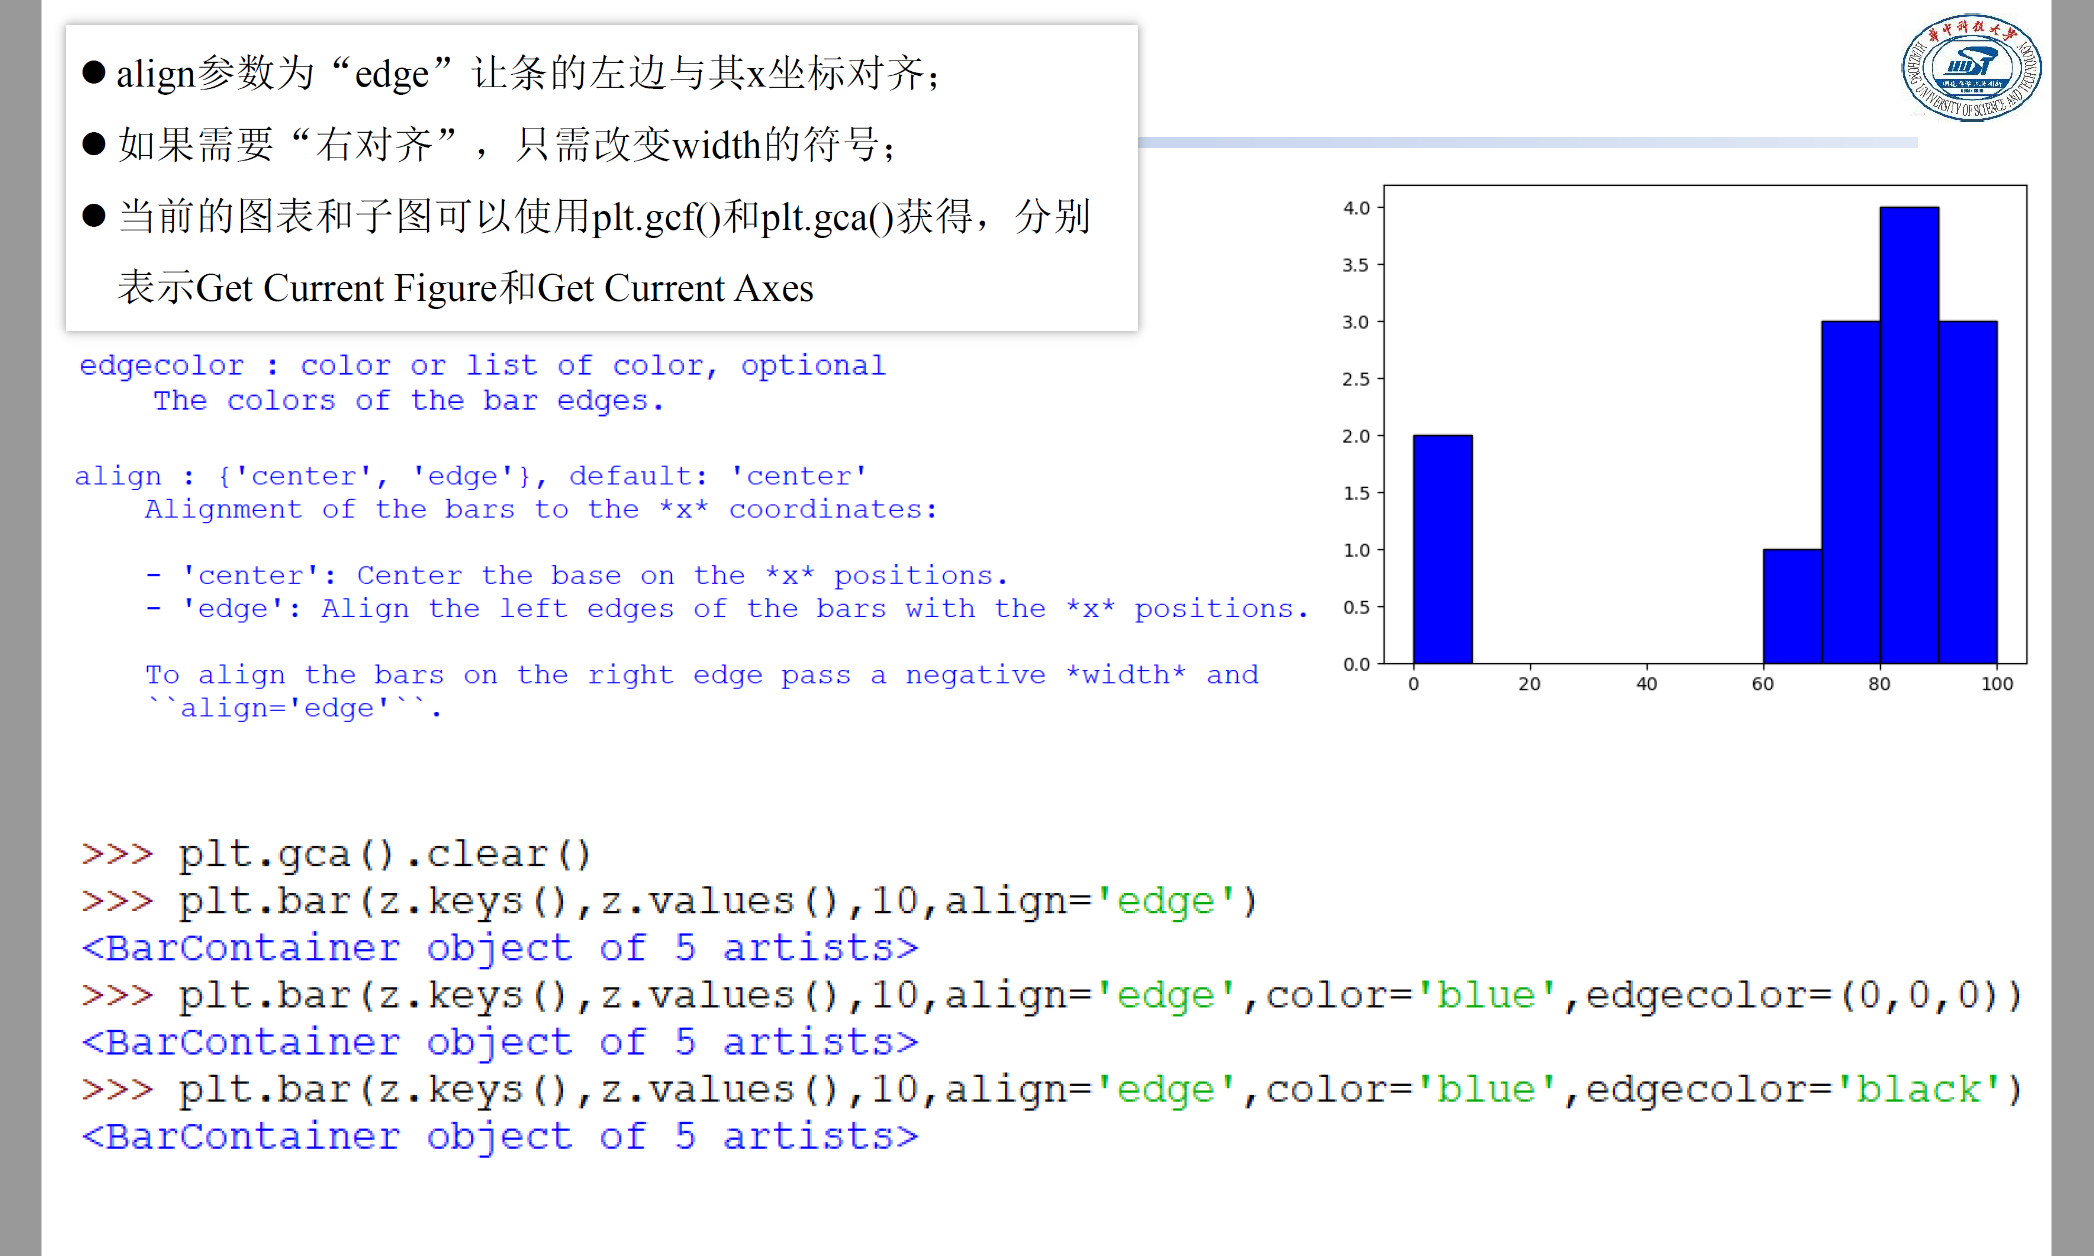 ● align参数为“edge”让条的左边与其x坐标对齐；
● 如果需要“右对齐”，只需改变width的符号；
● 当前的图表和子图可以使用plt.gcf()和plt.gca()获得，分别
表示Get Current Figure和Get Current Axes
华中科技大学
HUAZHONG UNIVERSITY OF SCIENCE AND TECHNOLOGY
edgecolor : color or list of color, optional
The colors of the bar edges.
align : {'center', 'edge'}, default: 'center'
Alignment of the bars to the *x* coordinates:
- 'center': Center the base on the *x* positions.
- 'edge': Align the left edges of the bars with the *x* positions.
To align the bars on the right edge pass a negative *width* and
``align='edge'``.
4.0
3.5
3.0
2.5
2.0
1.5
1.0
0.5
0.0
0 20 40 60 80 100
>>> plt.gca().clear()
>>> plt.bar(z.keys(),z.values(),10,align='edge')
<BarContainer object of 5 artists>
>>> plt.bar(z.keys(),z.values(),10,align='edge',color='blue',edgecolor=(0,0,0))
<BarContainer object of 5 artists>
>>> plt.bar(z.keys(),z.values(),10,align='edge',color='blue',edgecolor='black')
<BarContainer object of 5 artists>